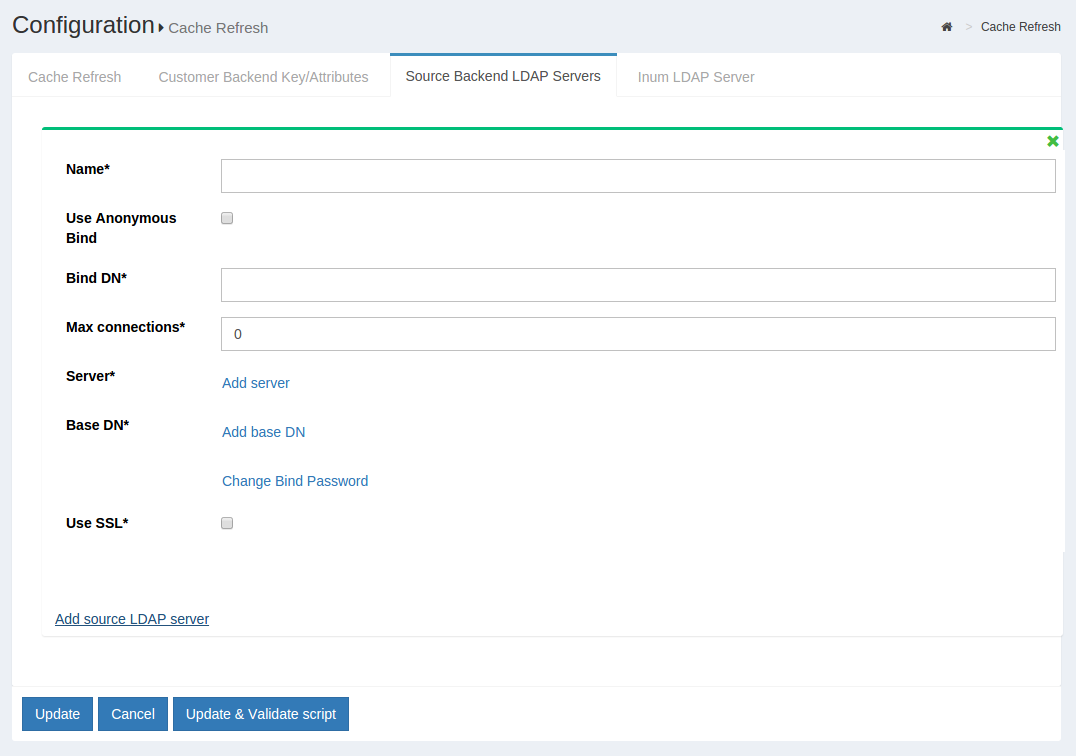 Configuration Cache Refresh
> Cache Refresh
Cache Refresh
Customer Backend Key/Attributes
Source Backend LDAP Servers
Inum LDAP Server
Name*
Use Anonymous
Bind
Bind DN*
Max connections*
0
Server*
Add server
Base DN*
Add base DN
Change Bind Password
Use SSL*
Add source LDAP server
Update
Cancel
Update & Validate script